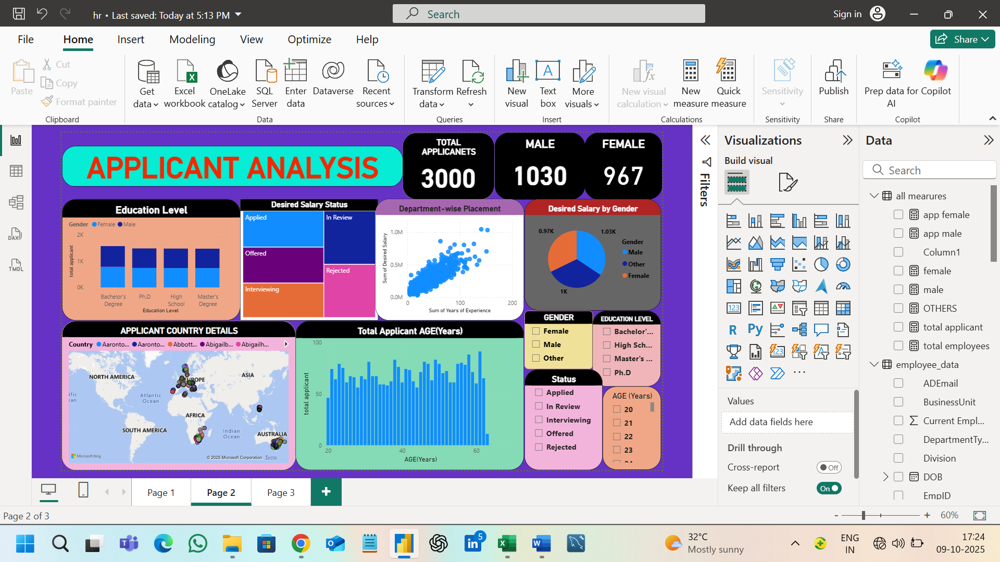 hr • Last saved: Today at 5:13 PM
Search
Sign in
File
Home
Insert
Modeling
View
Optimize
Help
Share
Paste
Cut
Copy
Format painter
Clipboard
Get data
Excel workbook
OneLake catalog
SQL Server
Enter data
Dataverse
Recent sources
Data
Transform data
Refresh
Queries
New visual
Text box
More visuals
Insert
New visual calculation
New measure
Quick measure
Calculations
Sensitivity
Sensitivity
Publish
Share
Prep data for AI
Copilot
Copilot
DAX
TMDL
APPLICANT ANALYSIS
TOTAL APPLICANETS
3000
MALE
1030
FEMALE
967
Education Level
Gender Female Male
total applicant
2K
1K
0K
Bachelor's Degree
Ph.D
High School
Master's Degree
Education Level
Desired Salary Status
Applied
Offered
Interviewing
In Review
Rejected
Department-wise Placement
Sum of Desired Salary
1.0M
0.5M
0.0M
0
100
200
Sum of Years of Experience
Desired Salary by Gender
0.97K
1.03K
1K
Gender
Male
Other
Female
APPLICANT COUNTRY DETAILS
Country Aaronto... Aaronto... Abbott... Abigailb... Abigailh...
NORTH AMERICA
EUROPE
ASIA
ific
ean
Atlantic Ocean
AFRICA
SOUTH AMERICA
Indian Ocean
AUSTRALIA
Microsoft Bing
© 2025 Microsoft Corporation Terms
Total Applicant AGE(Years)
total applicant
100
50
0
20
40
60
AGE(Years)
GENDER
Female
Male
Other
EDUCATION LEVEL
Bachelor'...
High Sch...
Master's ...
Ph.D
Status
Applied
In Review
Interviewing
Offered
Rejected
AGE (Years)
20
21
22
23
Filters
Visualizations
Build visual
R
Py
123
Values
Add data fields here
Drill through
Cross-report
Off
Keep all filters
On
Data
Search
all mearures
app female
app male
Column1
female
male
OTHERS
total applicant
total employees
employee_data
ADEmail
BusinessUnit
Current Empl...
DepartmentTy...
Division
DOB
EmpID
Page 1
Page 2
Page 3
Page 2 of 3
60%
5
32°C
Mostly sunny
ENG
IN
17:24
09-10-2025